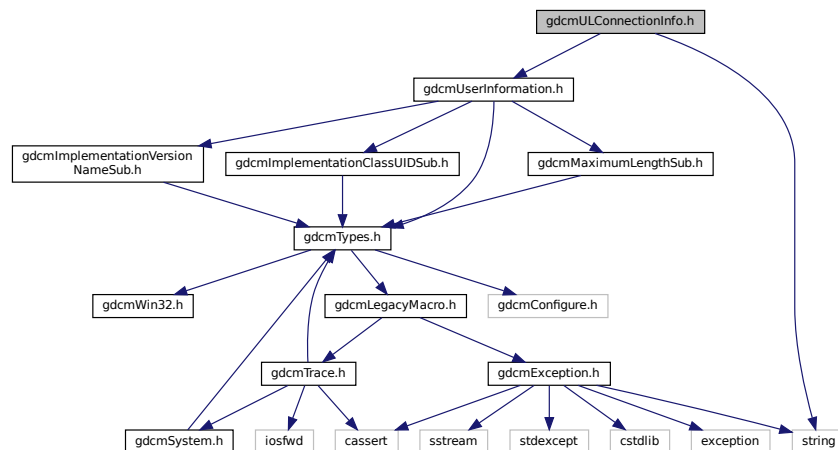 gdcmULConnectionInfo.h
gdcmUserInformation.h
gdcmImplementationVersion
NameSub.h
gdcmImplementationClassUIDSub.h
gdcmMaximumLengthSub.h
gdcmTypes.h
gdcmWin32.h
gdcmLegacyMacro.h
gdcmConfigure.h
gdcmTrace.h
gdcmException.h
gdcmSystem.h
iosfwd
cassert
sstream
stdexcept
cstdlib
exception
string